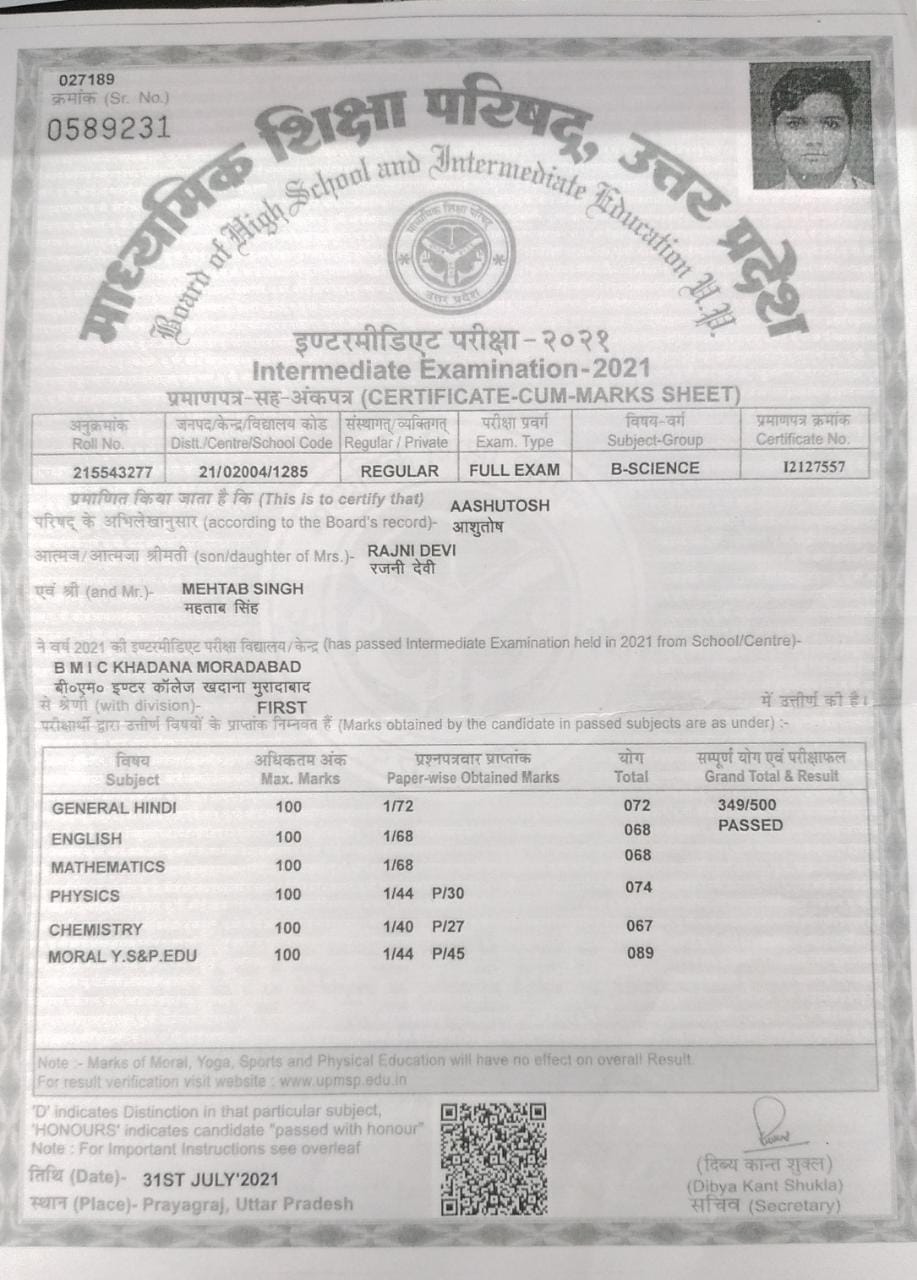 027189
क्रमांक (Sr. No.)
0589231
माध्यमिक शिक्षा परिषद्, उत्तर प्रदेश
Board of High School and Intermediate Education U.P.
माध्यमिक शिक्षा परिषद्
उत्तर प्रदेश
इण्टरमीडिएट परीक्षा-२०२१
Intermediate Examination-2021
प्रमाणपत्र-सह-अंकपत्र (CERTIFICATE-CUM-MARKS SHEET)
अनुक्रमांक जनपद/केन्द्र/विद्यालय कोड संस्थागत्/व्यक्तिगत् परीक्षा प्रवर्ग विषय-वर्ग प्रमाणपत्र क्रमांक
Roll No. Distt./Centre/School Code Regular / Private Exam. Type Subject-Group Certificate No.
215543277 21/02004/1285 REGULAR FULL EXAM B-SCIENCE I2127557
प्रमाणित किया जाता है कि (This is to certify that) AASHUTOSH
परिषद् के अभिलेखानुसार (according to the Board's record)- आशुतोष
आत्मज/आत्मजा श्रीमती (son/daughter of Mrs.)- RAJNI DEVI
रजनी देवी
एवं श्री (and Mr.)- MEHTAB SINGH
महताब सिंह
ने वर्ष 2021 की इण्टरमीडिएट परीक्षा विद्यालय/केन्द्र (has passed Intermediate Examination held in 2021 from School/Centre)-
B M I C KHADANA MORADABAD
बी०एम० इण्टर कॉलेज खदाना मुरादाबाद
से श्रेणी (with division)- FIRST में उत्तीर्ण की है।
परीक्षार्थी द्वारा उत्तीर्ण विषयों के प्राप्तांक निम्नवत हैं (Marks obtained by the candidate in passed subjects are as under) :-
विषय अधिकतम अंक प्रश्नपत्रवार प्राप्तांक योग सम्पूर्ण योग एवं परीक्षाफल
Subject Max. Marks Paper-wise Obtained Marks Total Grand Total & Result
GENERAL HINDI 100 1/72 072 349/500
PASSED
ENGLISH 100 1/68 068
MATHEMATICS 100 1/68 068
PHYSICS 100 1/44 P/30 074
CHEMISTRY 100 1/40 P/27 067
MORAL Y.S&P.EDU 100 1/44 P/45 089
Note :- Marks of Moral, Yoga, Sports and Physical Education will have no effect on overall Result.
For result verification visit website : www.upmsp.edu.in
'D' indicates Distinction in that particular subject,
'HONOURS' indicates candidate "passed with honour"
Note : For Important Instructions see overleaf
तिथि (Date)- 31ST JULY'2021
स्थान (Place)- Prayagraj, Uttar Pradesh
(दिब्य कान्त शुक्ल)
(Dibya Kant Shukla)
सचिव (Secretary)